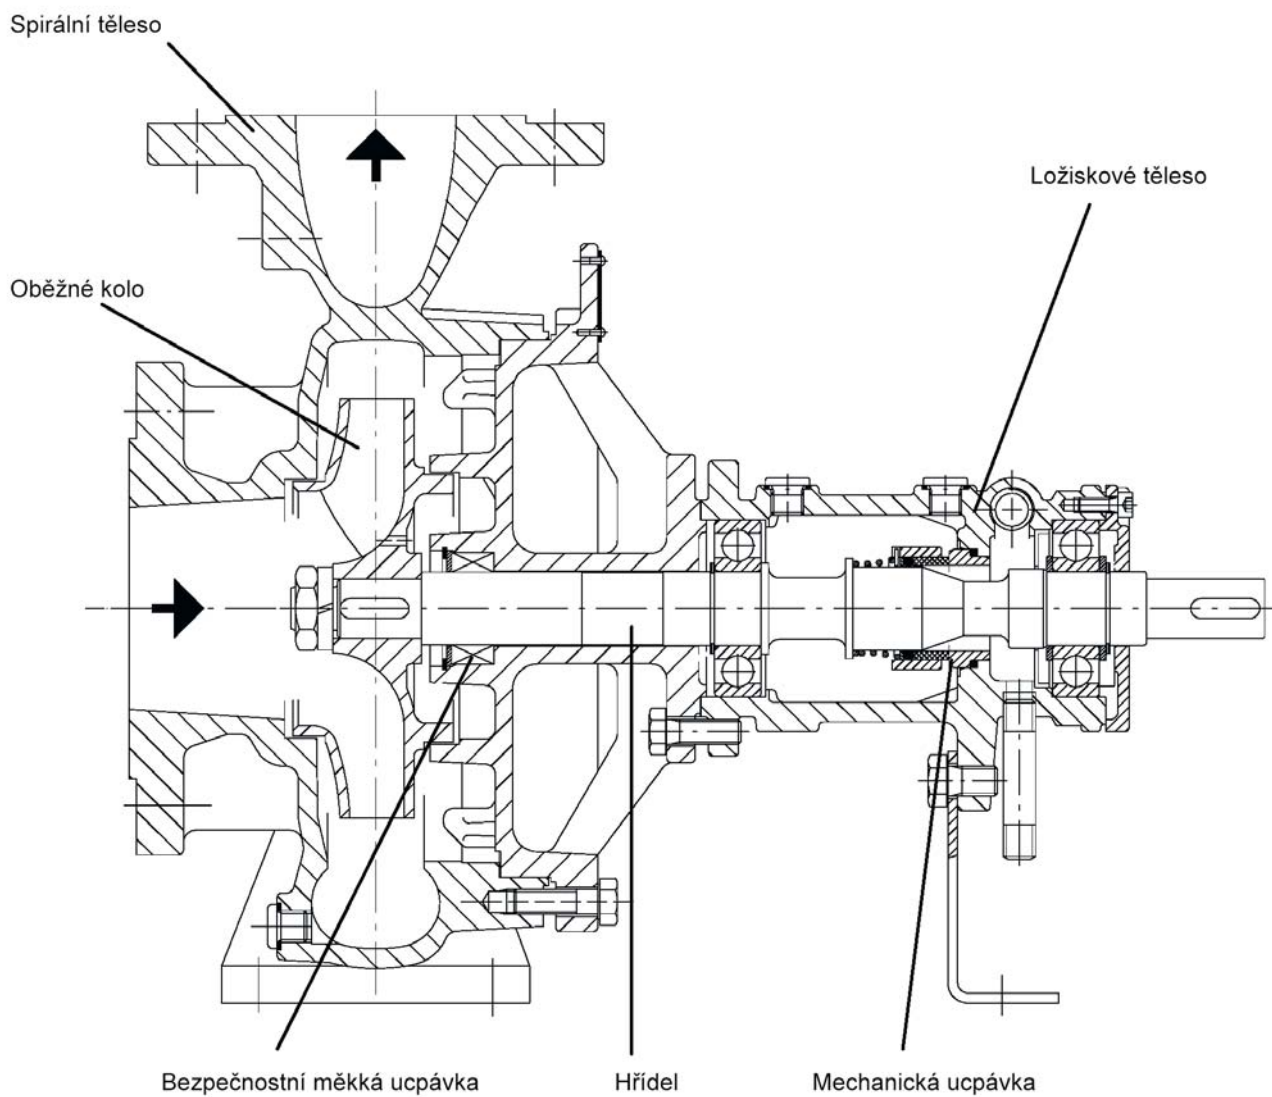 Spirální těleso
Ložiskové těleso
Oběžné kolo
Bezpečnostní měkká ucpávka
Hřídel
Mechanická ucpávka